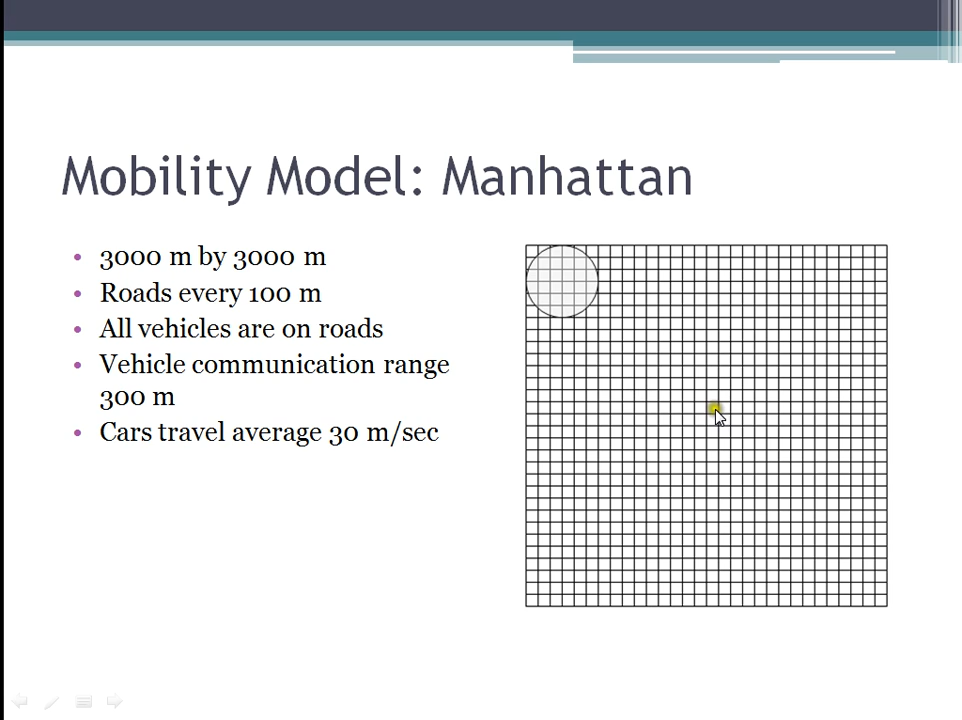 Mobility Model: Manhattan
• 3000 m by 3000 m
• Roads every 100 m
• All vehicles are on roads
• Vehicle communication range
300 m
• Cars travel average 30 m/sec